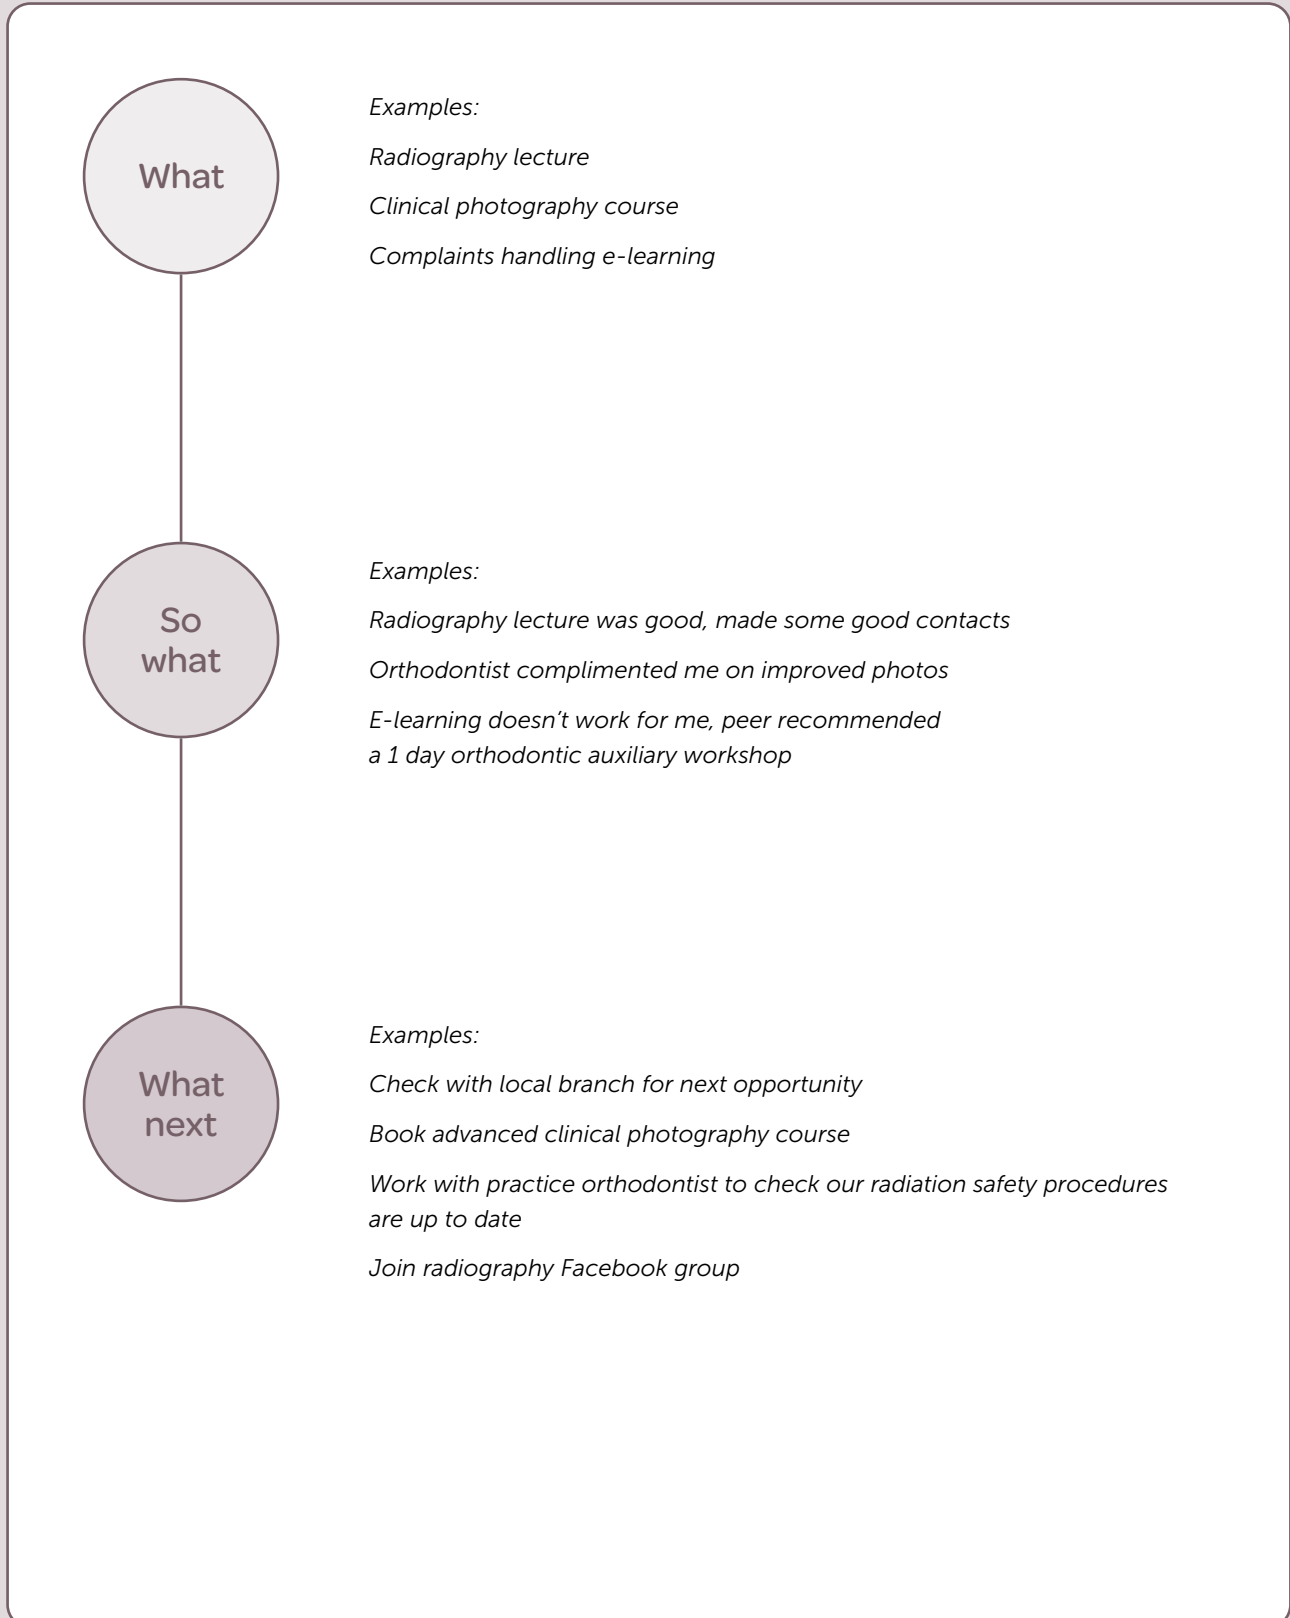 What
Examples:
Radiography lecture
Clinical photography course
Complaints handling e-learning
So
what
Examples:
Radiography lecture was good, made some good contacts
Orthodontist complimented me on improved photos
E-learning doesn’t work for me, peer recommended
a 1 day orthodontic auxiliary workshop
What
next
Examples:
Check with local branch for next opportunity
Book advanced clinical photography course
Work with practice orthodontist to check our radiation safety procedures
are up to date
Join radiography Facebook group